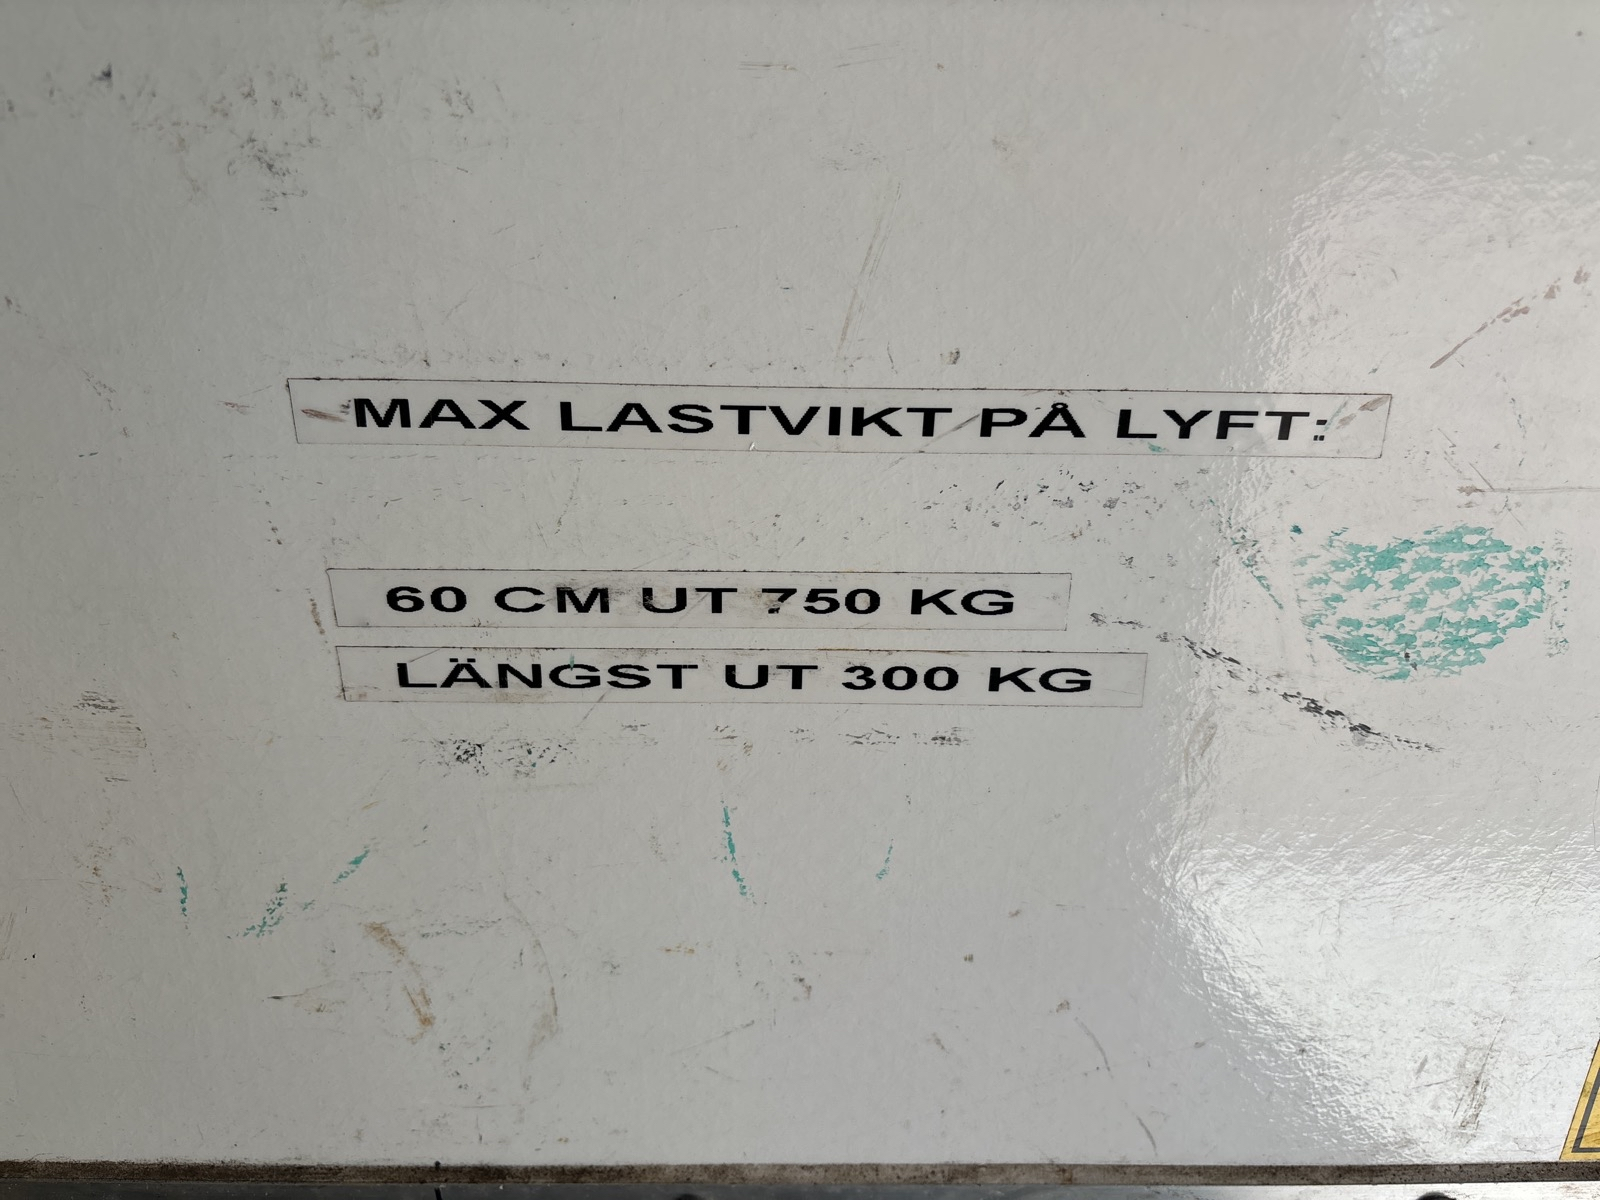 MAX LASTVIKT PÅ LYFT:
60 CM UT 750 KG
LÄNGST UT 300 KG